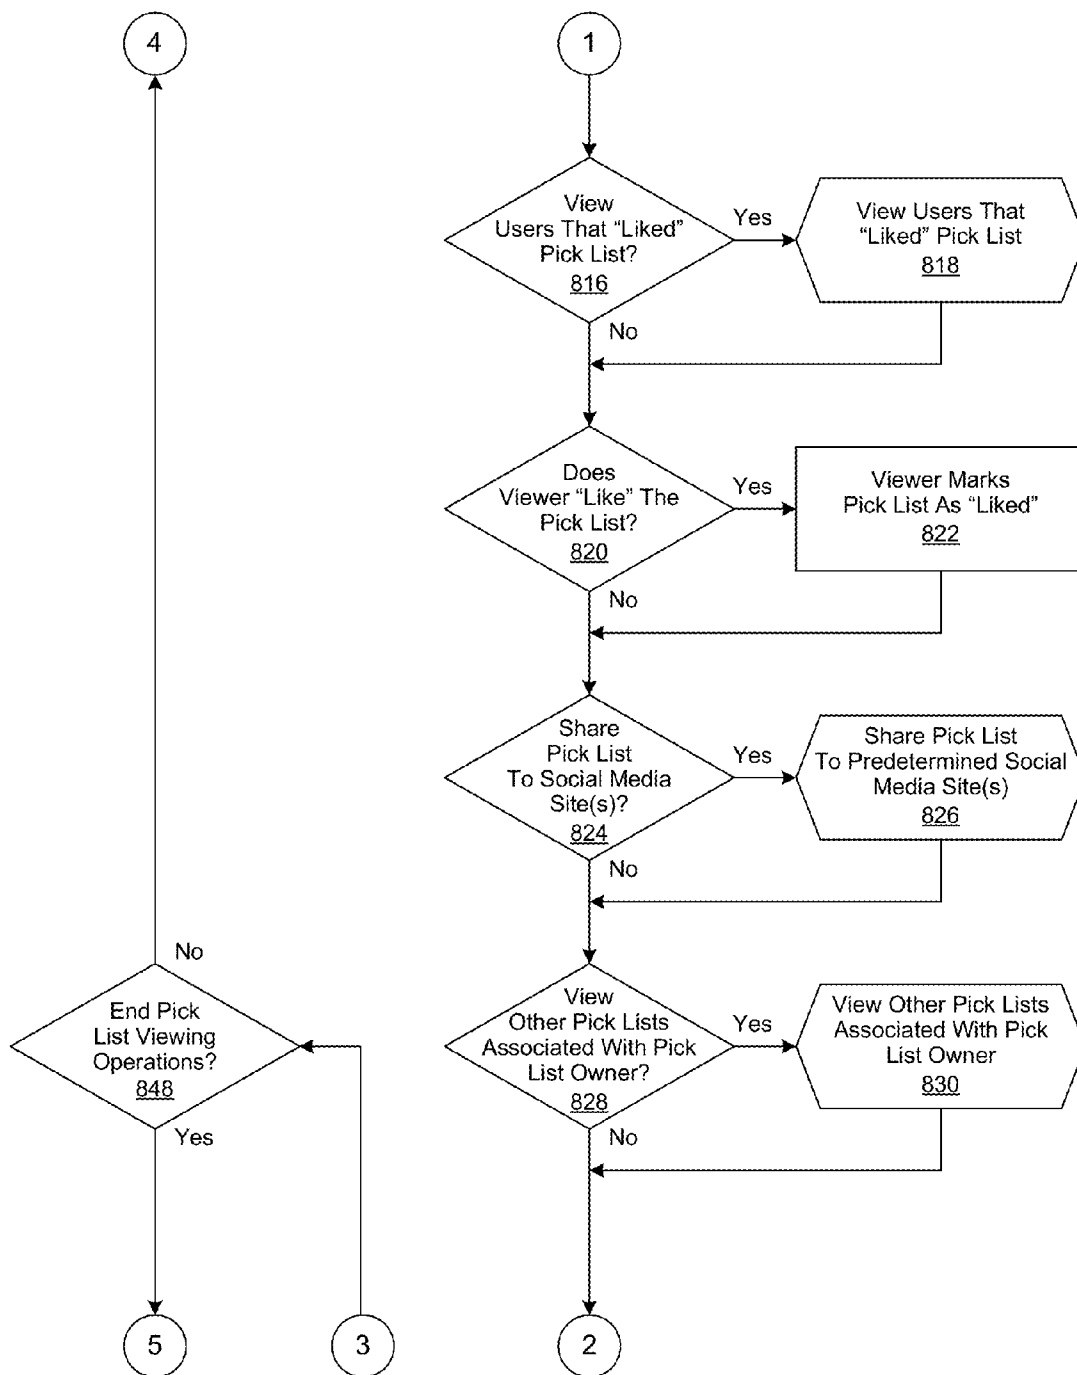 4
1
View
Users That “Liked”
Pick List?
816
Yes
View Users That
“Liked” Pick List
818
No
Does
Viewer “Like” The
Pick List?
820
Yes
Viewer Marks
Pick List As “Liked”
822
No
Share
Pick List
To Social Media
Site(s)?
824
Yes
Share Pick List
To Predetermined Social
Media Site(s)
826
No
No
End Pick
List Viewing
Operations?
848
Yes
View
Other Pick Lists
Associated With Pick
List Owner?
828
Yes
View Other Pick Lists
Associated With Pick
List Owner
830
No
5
3
2